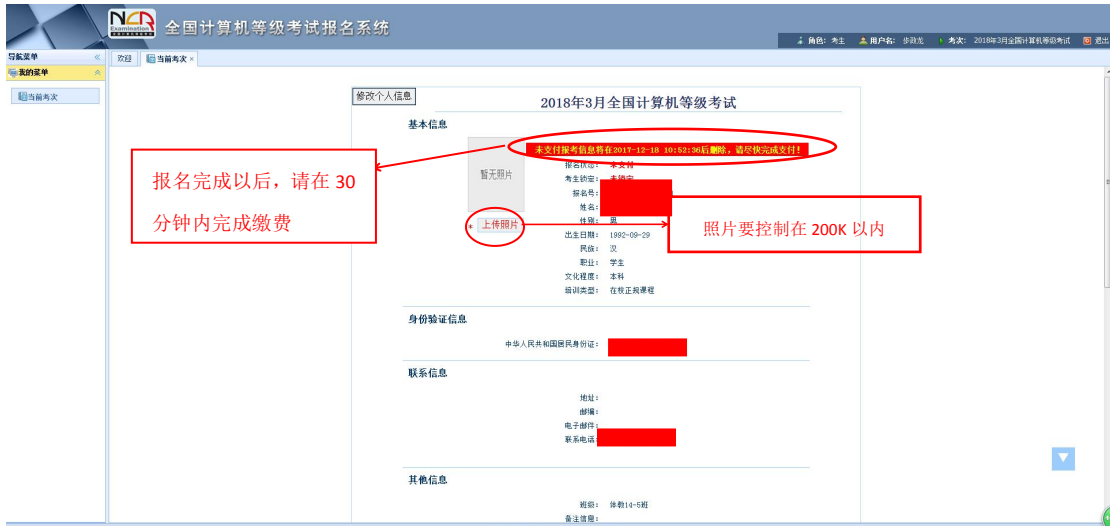 NCR
Examination
全国计算机等级考试报名系统
角色: 考生 用户名: 步政龙 考次: 2018年3月全国计算机等级考试 退出
导航菜单
我的菜单
当前考次
欢迎 当前考次 ×
修改个人信息
2018年3月全国计算机等级考试
基本信息
未支付报考信息将在2017-12-18 10:52:36后删除, 请尽快完成支付!
报名状态: 未支付
暂无照片
考生锁定: 未锁定
报名号:
姓名:
* 上传照片
性别: 男
出生日期: 1992-09-29
民族: 汉
职业: 学生
文化程度: 本科
培训类型: 在校正规课程
报名完成以后，请在 30
分钟内完成缴费
照片要控制在 200K 以内
身份验证信息
中华人民共和国居民身份证:
联系信息
地址:
邮编:
电子邮件:
联系电话:
其他信息
班级: 体教14-5班
备注信息: